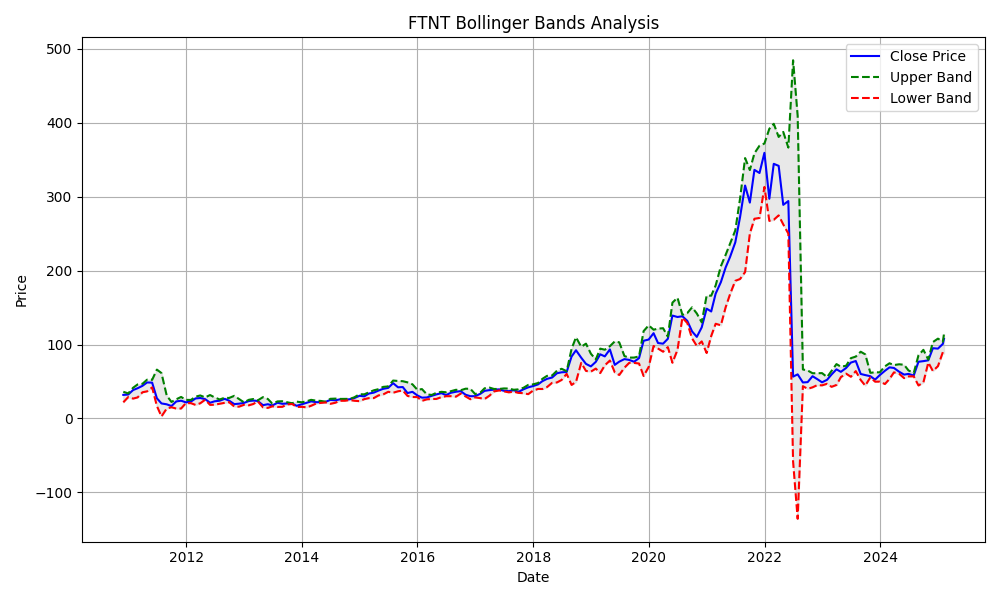 FTNT Bollinger Bands Analysis
Close Price
Upper Band
Lower Band
Price
500
400
300
200
100
0
−100
2012 2014 2016 2018 2020 2022 2024
Date